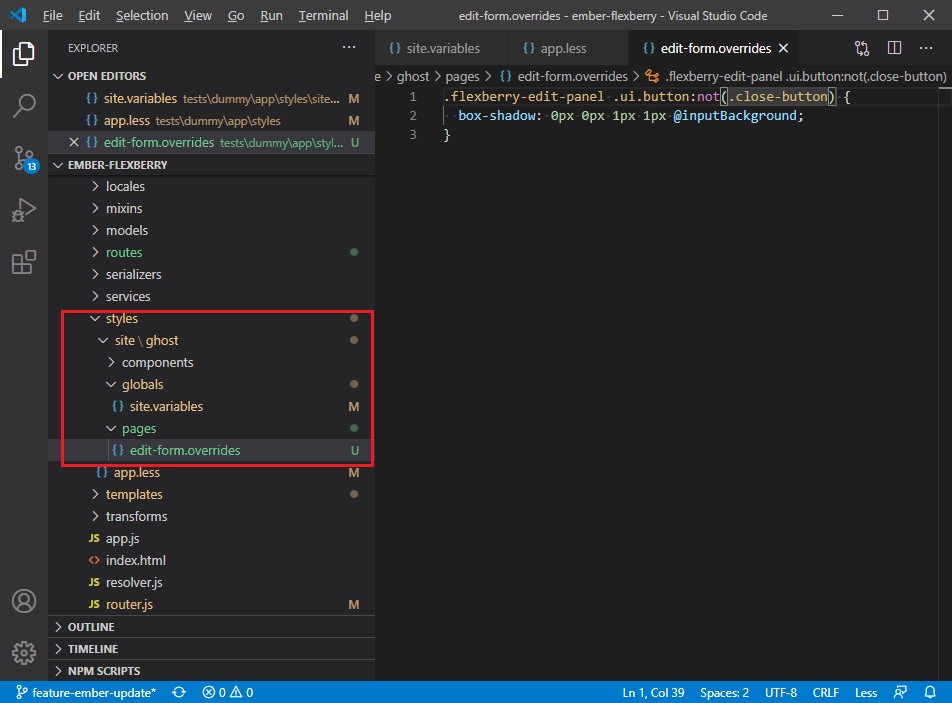 File Edit Selection View Go Run Terminal Help edit-form.overrides - ember-flexberry - Visual Studio Code
EXPLORER
OPEN EDITORS
site.variables tests\dummy\app\styles\site... M
app.less tests\dummy\app\styles M
edit-form.overrides tests\dummy\app\styl... U
EMBER-FLEXBERRY
locales
mixins
models
routes
serializers
services
styles
site \ ghost
components
globals
site.variables M
pages
edit-form.overrides U
app.less M
templates
transforms
JS app.js
index.html
JS resolver.js
JS router.js M
OUTLINE
TIMELINE
NPM SCRIPTS
13
site.variables app.less edit-form.overrides
e > ghost > pages > {} edit-form.overrides > .flexberry-edit-panel .ui.button:not(.close-button)
1 .flexberry-edit-panel .ui.button:not(.close-button) {
2 box-shadow: 0px 0px 1px 1px @inputBackground;
3 }
feature-ember-update* 0 0 Ln 1, Col 39 Spaces: 2 UTF-8 CRLF Less